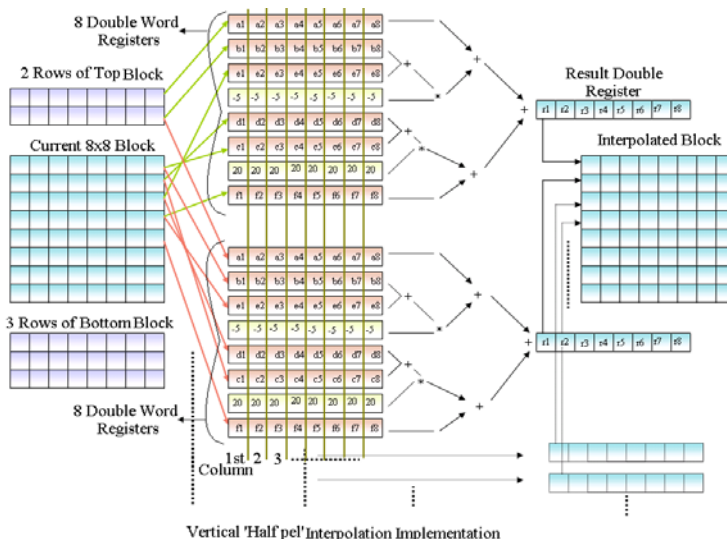 8 Double Word
Registers
a1 a2 a3 a4 a5 a6 a7 a8
b1 b2 b3 b4 b5 b6 b7 b8
e1 e2 e3 e4 e5 e6 e7 e8
-5 -5 -5 -5 -5 -5 -5 -5
d1 d2 d3 d4 d5 d6 d7 d8
c1 c2 c3 c4 c5 c6 c7 c8
20 20 20 20 20 20 20 20
f1 f2 f3 f4 f5 f6 f7 f8
+
*
+
*
+
+
+
2 Rows of Top Block
Current 8x8 Block
3 Rows of Bottom Block
Result Double
Register
r1 r2 r3 r4 r5 r6 r7 r8
Interpolated Block
a1 a2 a3 a4 a5 a6 a7 a8
b1 b2 b3 b4 b5 b6 b7 b8
e1 e2 e3 e4 e5 e6 e7 e8
-5 -5 -5 -5 -5 -5 -5 -5
d1 d2 d3 d4 d5 d6 d7 d8
c1 c2 c3 c4 c5 c6 c7 c8
20 20 20 20 20 20 20 20
f1 f2 f3 f4 f5 f6 f7 f8
+
*
+
*
+
+
+
r1 r2 r3 r4 r5 r6 r7 r8
8 Double Word
Registers
1st 2 3
Column
Vertical 'Half pel' Interpolation Implementation